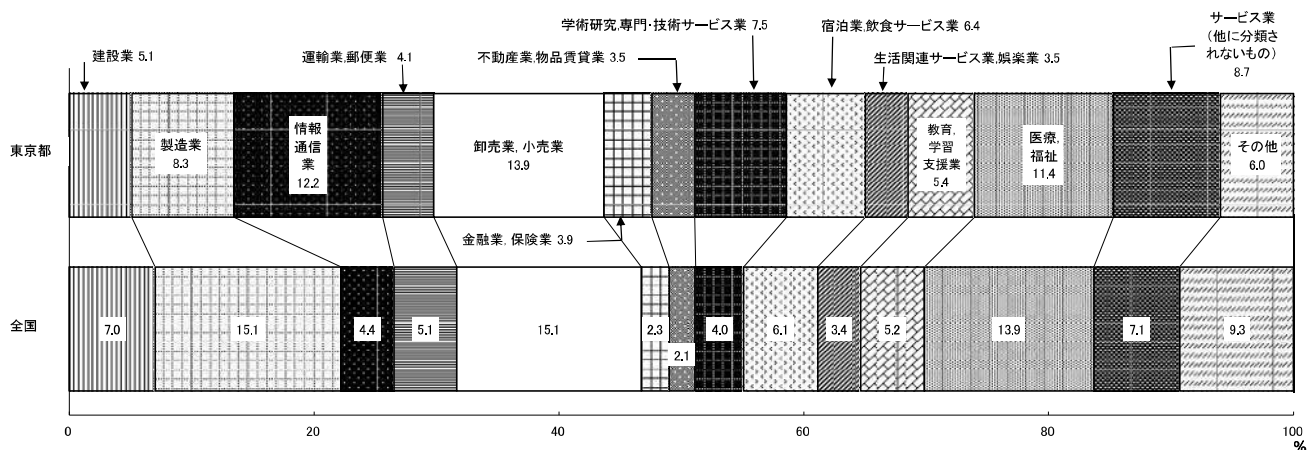 学術研究,専門・技術サービス業 7.5
宿泊業,飲食サービス業 6.4
サービス業
(他に分類さ
れないもの)
8.7
建設業 5.1
運輸業,郵便業 4.1
不動産業,物品賃貸業 3.5
生活関連サービス業,娯楽業 3.5
東京都
製造業
8.3
情報
通信
業
12.2
卸売業,小売業
13.9
教育,
学習
支援業
5.4
医療,
福祉
11.4
その他
6.0
金融業,保険業 3.9
全国
7.0
15.1
4.4
5.1
15.1
2.3
2.1
4.0
6.1
3.4
5.2
13.9
7.1
9.3
0
20
40
60
80
100
%